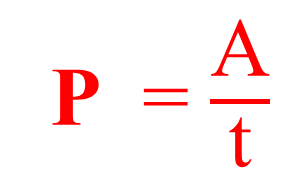 P = A/t